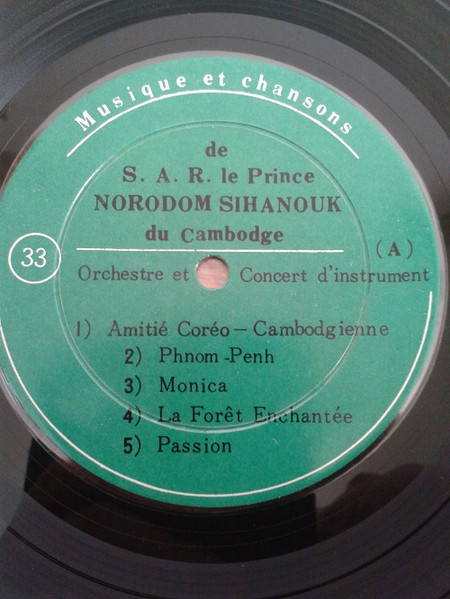 Musique et chansons
de
S. A. R. le Prince
NORODOM SIHANOUK
du Cambodge
(A)
33
Orchestre et Concert d'instrument
1) Amitié Coréo – Cambodgienne
2) Phnom-Penh
3) Monica
4) La Forêt Enchantée
5) Passion